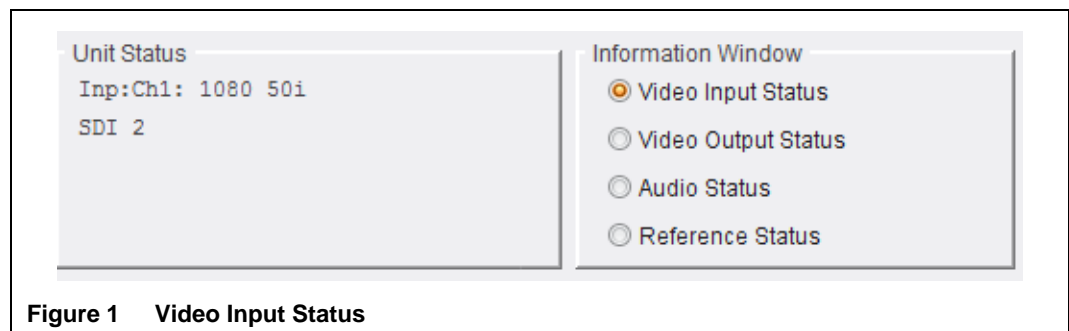 Unit Status
Inp:Ch1: 1080 50i
SDI 2
Information Window
Video Input Status
Video Output Status
Audio Status
Reference Status
Figure 1 Video Input Status